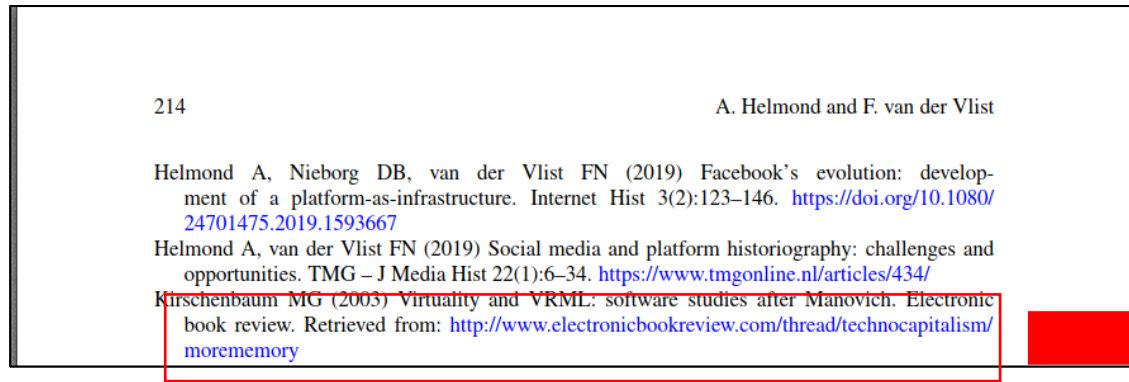 214 A. Helmond and F. van der Vlist
Helmond A, Nieborg DB, van der Vlist FN (2019) Facebook's evolution: develop-
ment of a platform-as-infrastructure. Internet Hist 3(2):123–146. https://doi.org/10.1080/
24701475.2019.1593667
Helmond A, van der Vlist FN (2019) Social media and platform historiography: challenges and
opportunities. TMG – J Media Hist 22(1):6–34. https://www.tmgonline.nl/articles/434/
Kirschenbaum MG (2003) Virtuality and VRML: software studies after Manovich. Electronic
book review. Retrieved from: http://www.electronicbookreview.com/thread/technocapitalism/
morememory